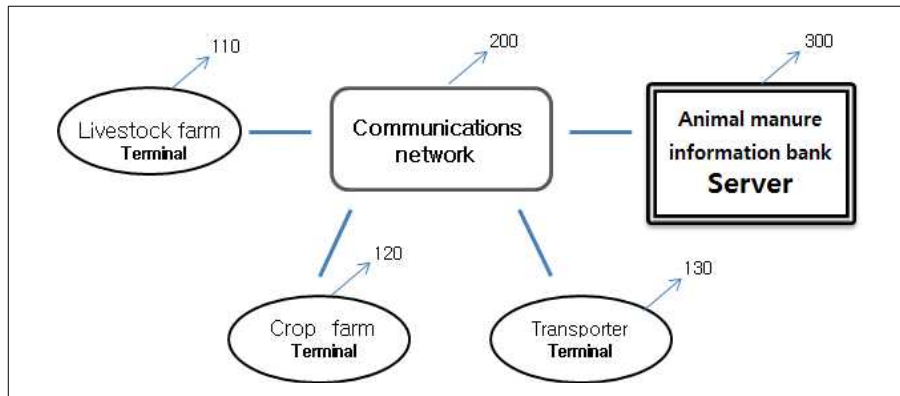 110
200
300
Livestock farm
Terminal
Communications
network
Animal manure
information bank
Server
120
130
Crop farm
Terminal
Transporter
Terminal